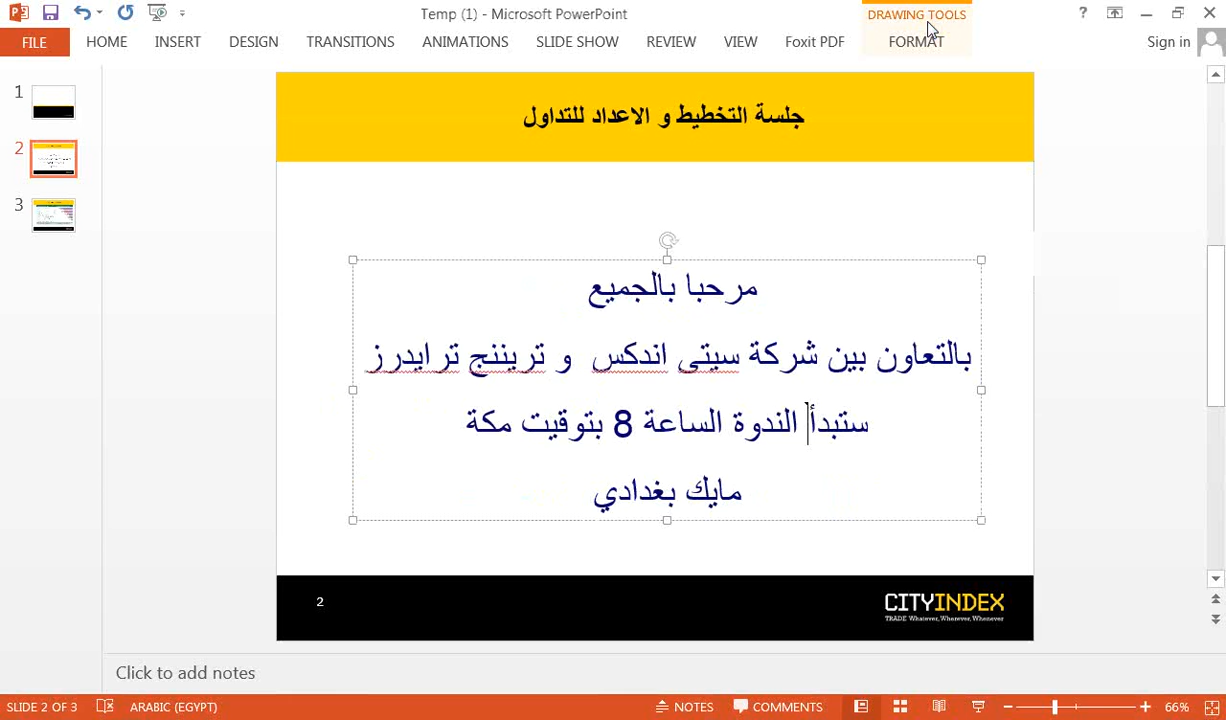 Temp (1) - Microsoft PowerPoint
DRAWING TOOLS
?
FILE
HOME
INSERT
DESIGN
TRANSITIONS
ANIMATIONS
SLIDE SHOW
REVIEW
VIEW
Foxit PDF
FORMAT
Sign in
1
2
3
جلسة التخطيط و الاعداد للتداول
مرحبا بالجميع
بالتعاون بين شركة سيتى اندكس و تريننج ترايدرز
ستبدأ الندوة الساعة 8 بتوقيت مكة
مايك بغدادي
2
CITYINDEX
TRADE Whatever, Wherever, Whenever
Click to add notes
SLIDE 2 OF 3
ARABIC (EGYPT)
NOTES
COMMENTS
66%